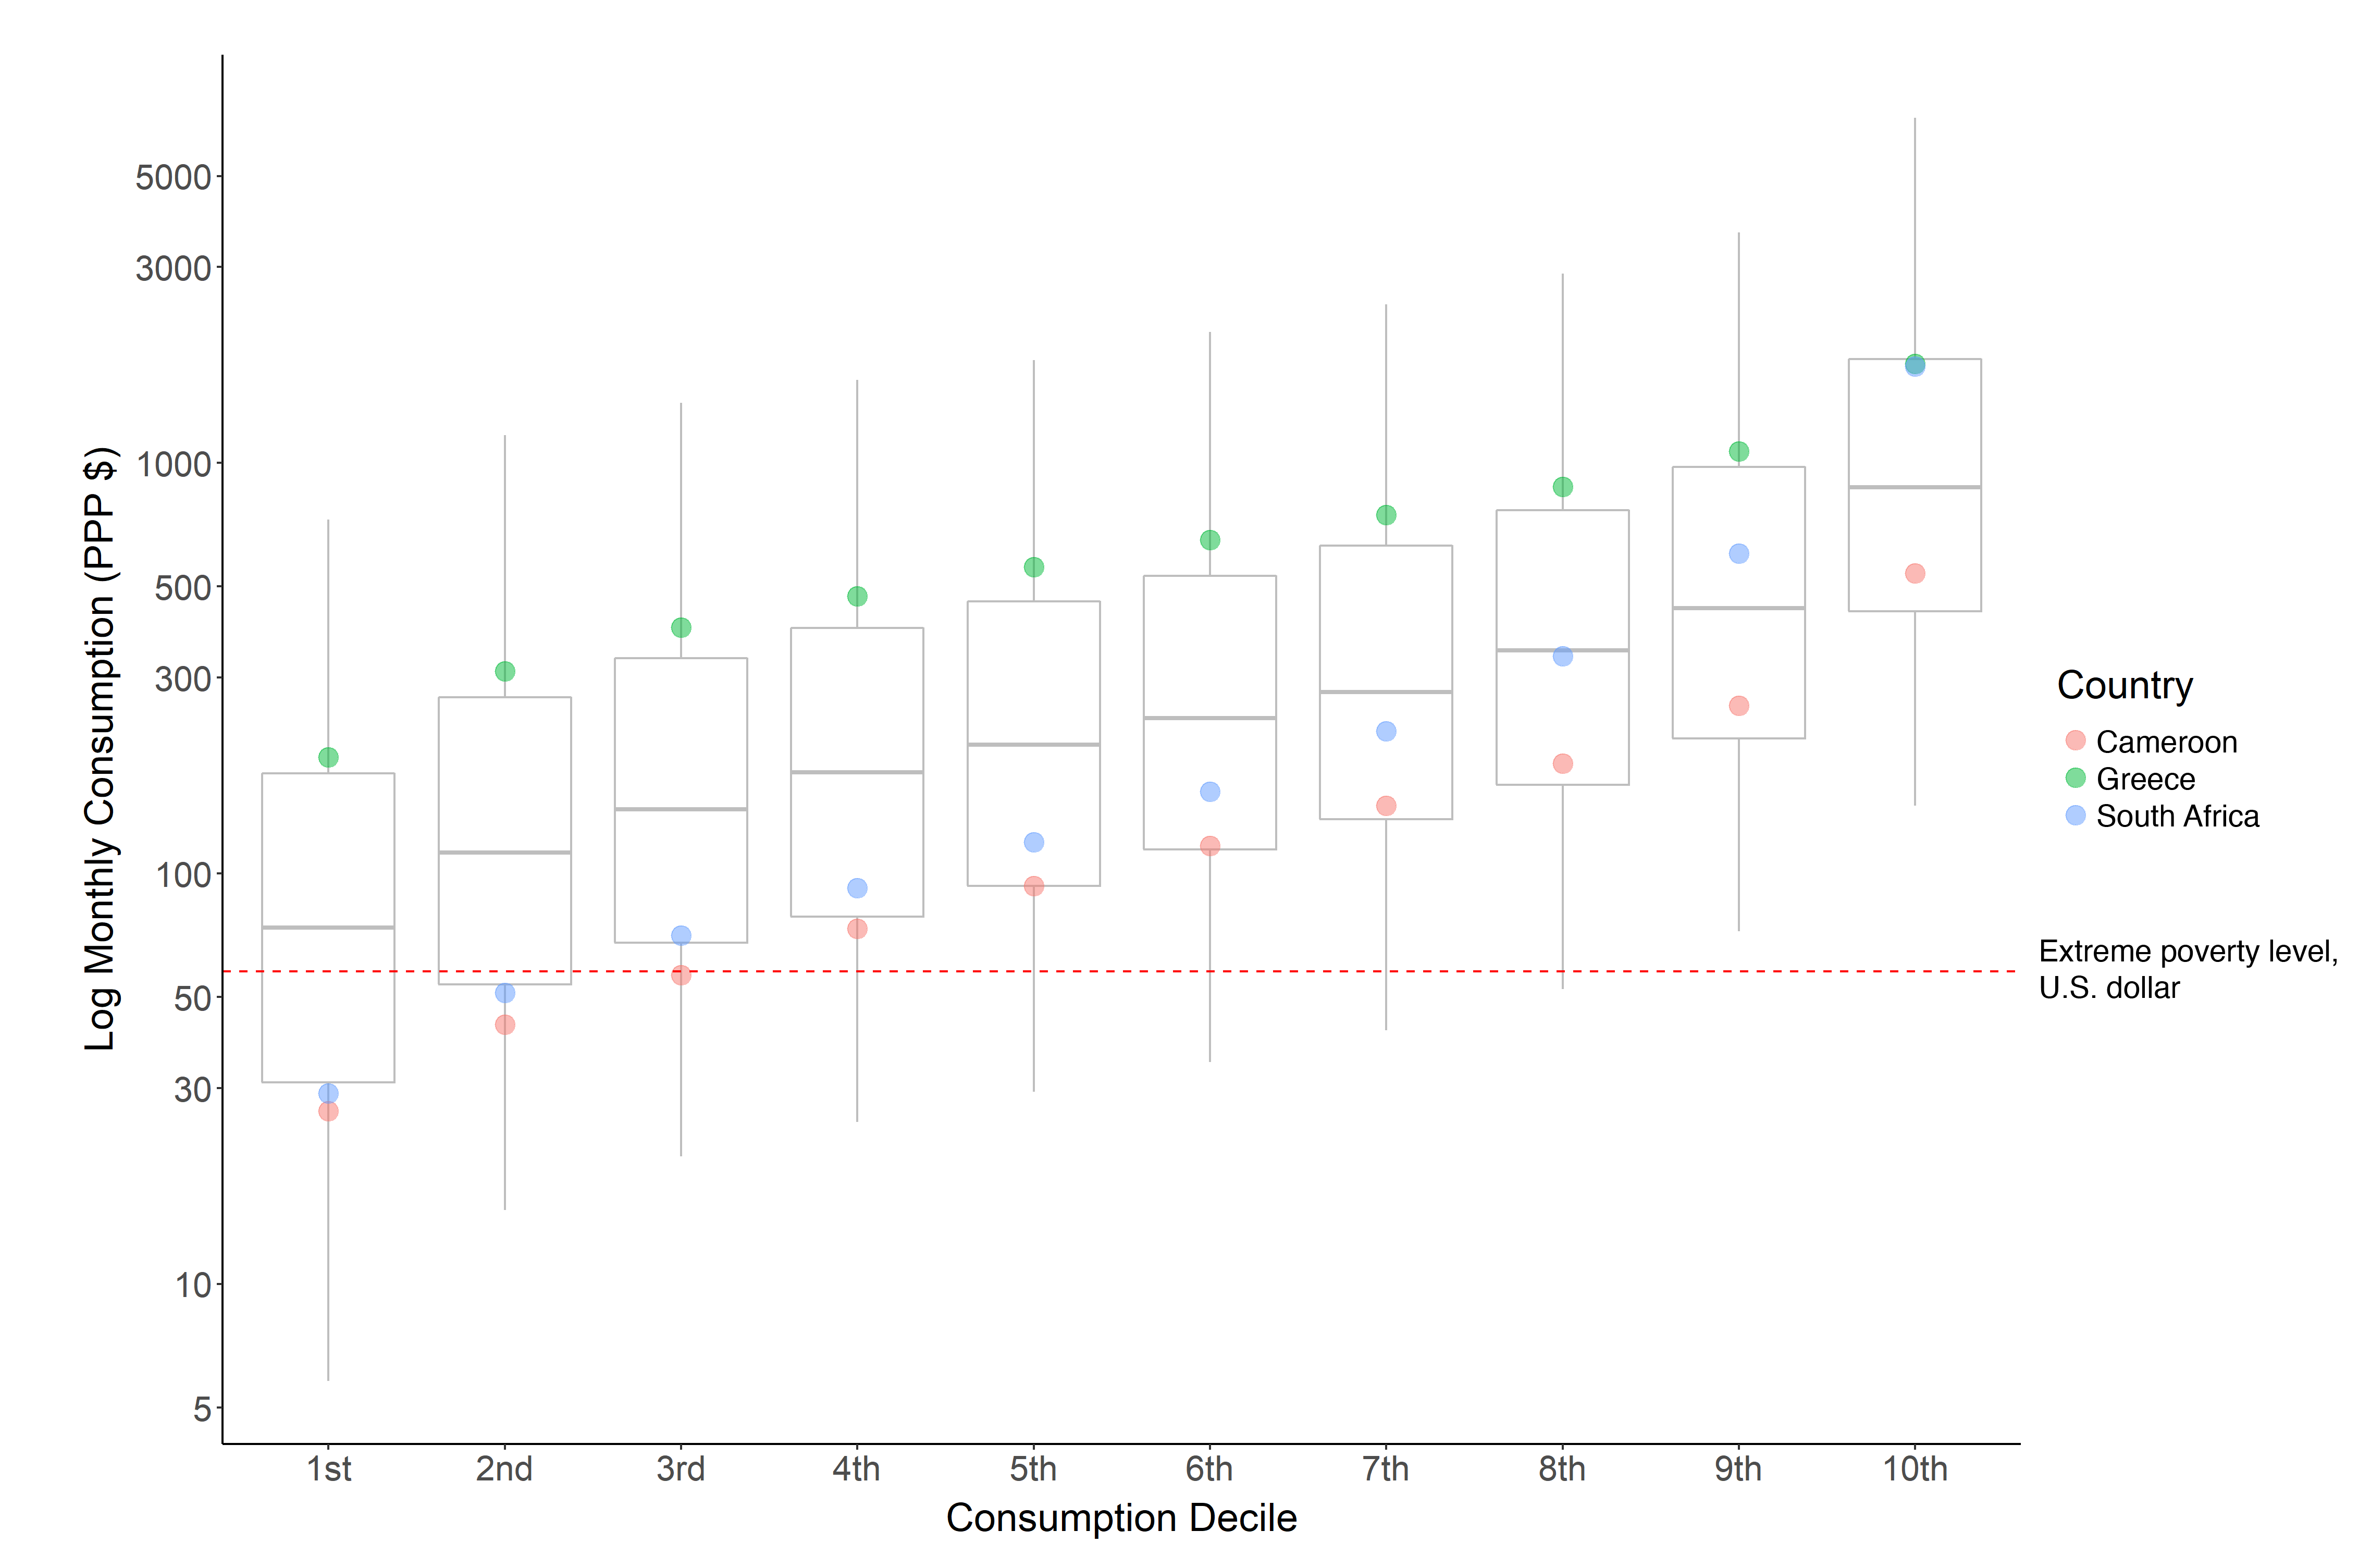 5000
3000
1000
500
300
100
50
30
10
5
Log Monthly Consumption (PPP $)
1st 2nd 3rd 4th 5th 6th 7th 8th 9th 10th
Consumption Decile
Country
Cameroon
Greece
South Africa
Extreme poverty level,
U.S. dollar